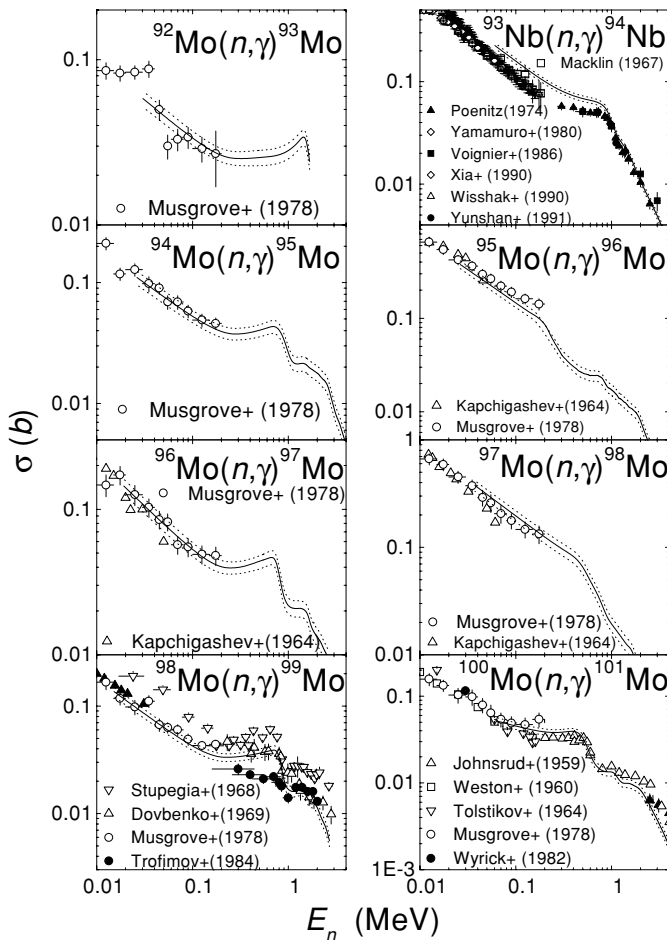 ⁹²Mo(n,γ)⁹³Mo
0.1
0.01
Musgrove+ (1978)
⁹³Nb(n,γ)⁹⁴Nb
Macklin (1967)
0.1
0.01
Poenitz(1974)
Yamamuro+(1980)
Voignier+(1986)
Xia+ (1990)
Wisshak+ (1990)
Yunshan+ (1991)
⁹⁴Mo(n,γ)⁹⁵Mo
0.1
0.01
Musgrove+ (1978)
⁹⁵Mo(n,γ)⁹⁶Mo
0.1
0.01
1
Kapchigashev+(1964)
Musgrove+ (1978)
σ (b)
⁹⁶Mo(n,γ)⁹⁷Mo
Musgrove+ (1978)
0.1
0.01
Kapchigashev+(1964)
⁹⁷Mo(n,γ)⁹⁸Mo
0.1
0.01
Musgrove+(1978)
Kapchigashev+(1964)
⁹⁸Mo(n,γ)⁹⁹Mo
0.1
0.01
Stupegia+(1968)
Dovbenko+(1969)
Musgrove+(1978)
Trofimov+(1984)
0.01 0.1 1
¹⁰⁰Mo(n,γ)¹⁰¹Mo
0.1
0.01
1E-3
Johnsrud+(1959)
Weston+ (1960)
Tolstikov+ (1964)
Musgrove+ (1978)
Wyrick+ (1982)
0.01 0.1 1
Eₙ (MeV)